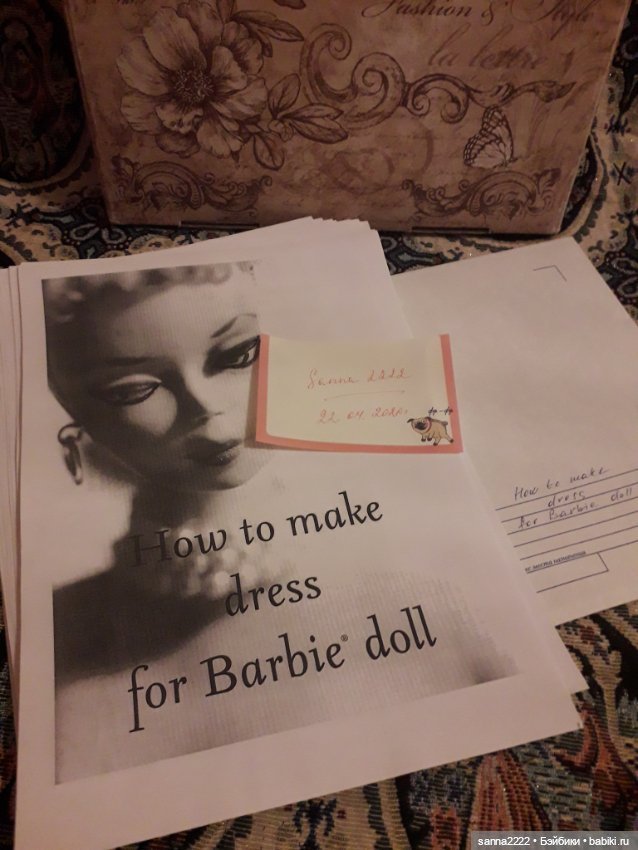 Fashion & Style
la lettre
Sanna 2222
22.04.2020г.
How to make
dress
for Barbie® doll
How to make
dress
for Barbie doll
sanna2222 • Бэйбики • babiki.ru